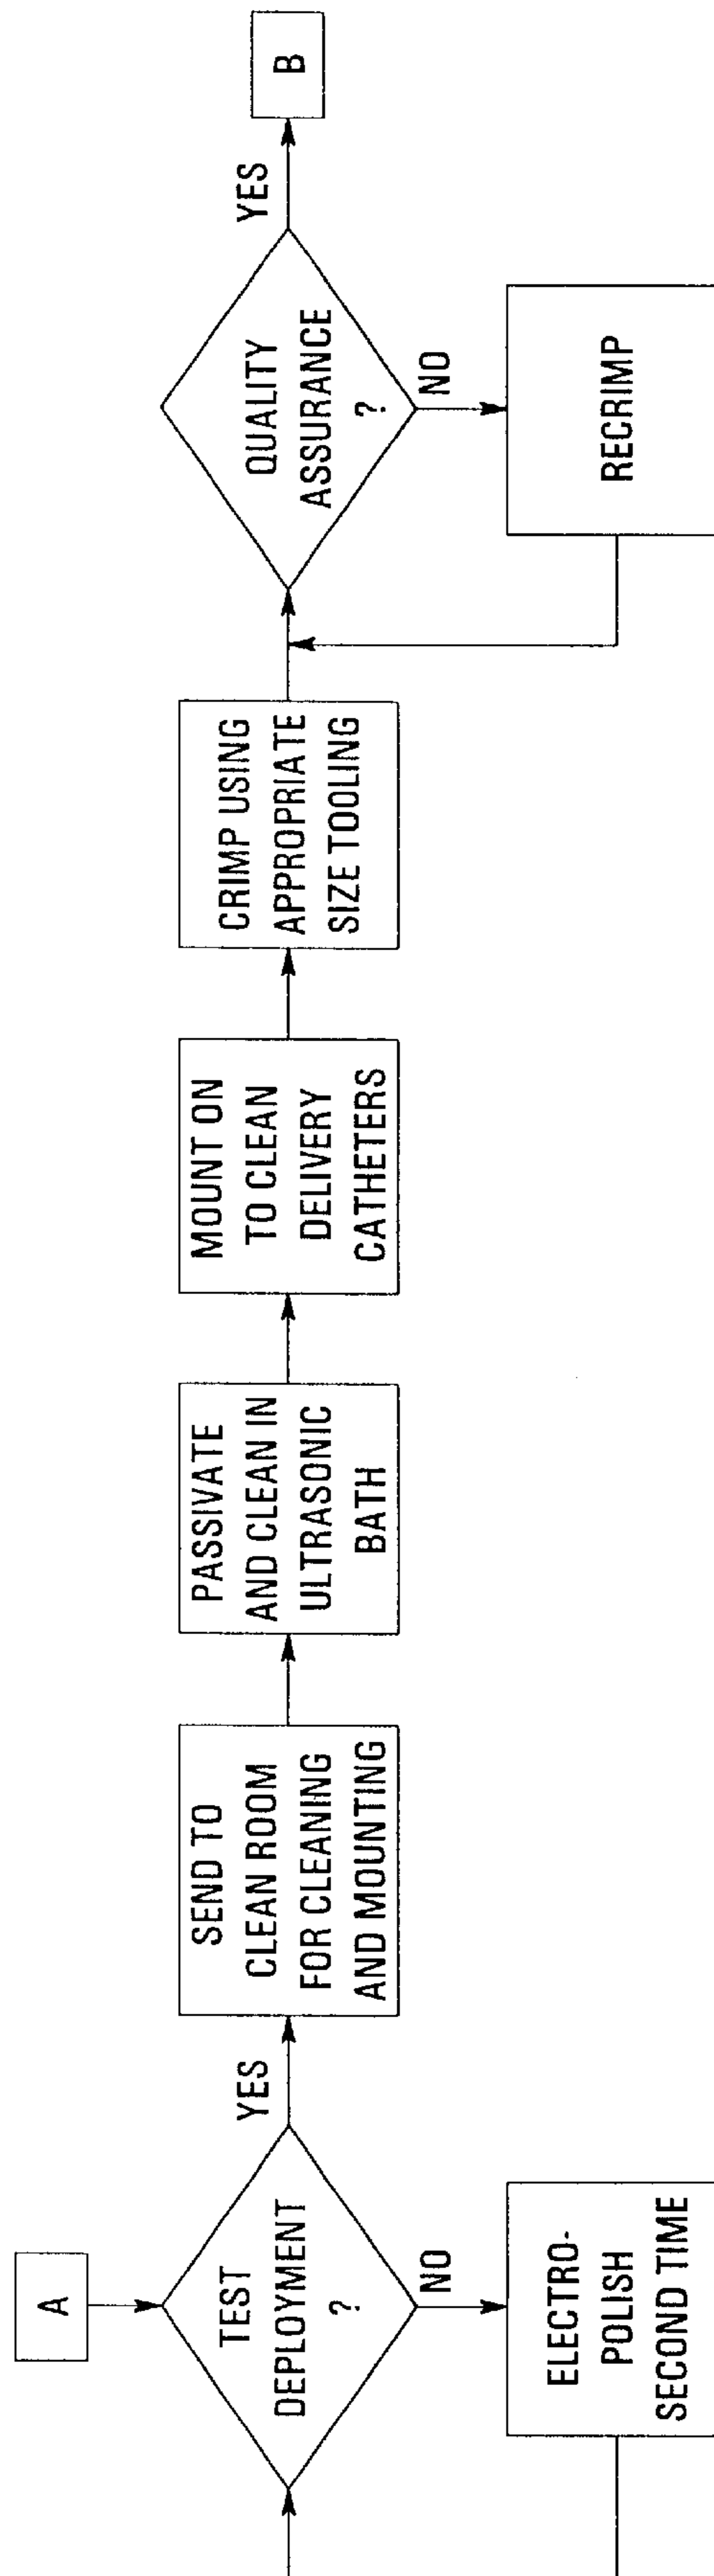 A
TEST
DEPLOYMENT
?
YES
NO
ELECTRO-
POLISH
SECOND TIME
SEND TO
CLEAN ROOM
FOR CLEANING
AND MOUNTING
PASSIVATE
AND CLEAN IN
ULTRASONIC
BATH
MOUNT ON
TO CLEAN
DELIVERY
CATHETERS
CRIMP USING
APPROPRIATE
SIZE TOOLING
QUALITY
ASSURANCE
?
YES
NO
RECRIMP
B